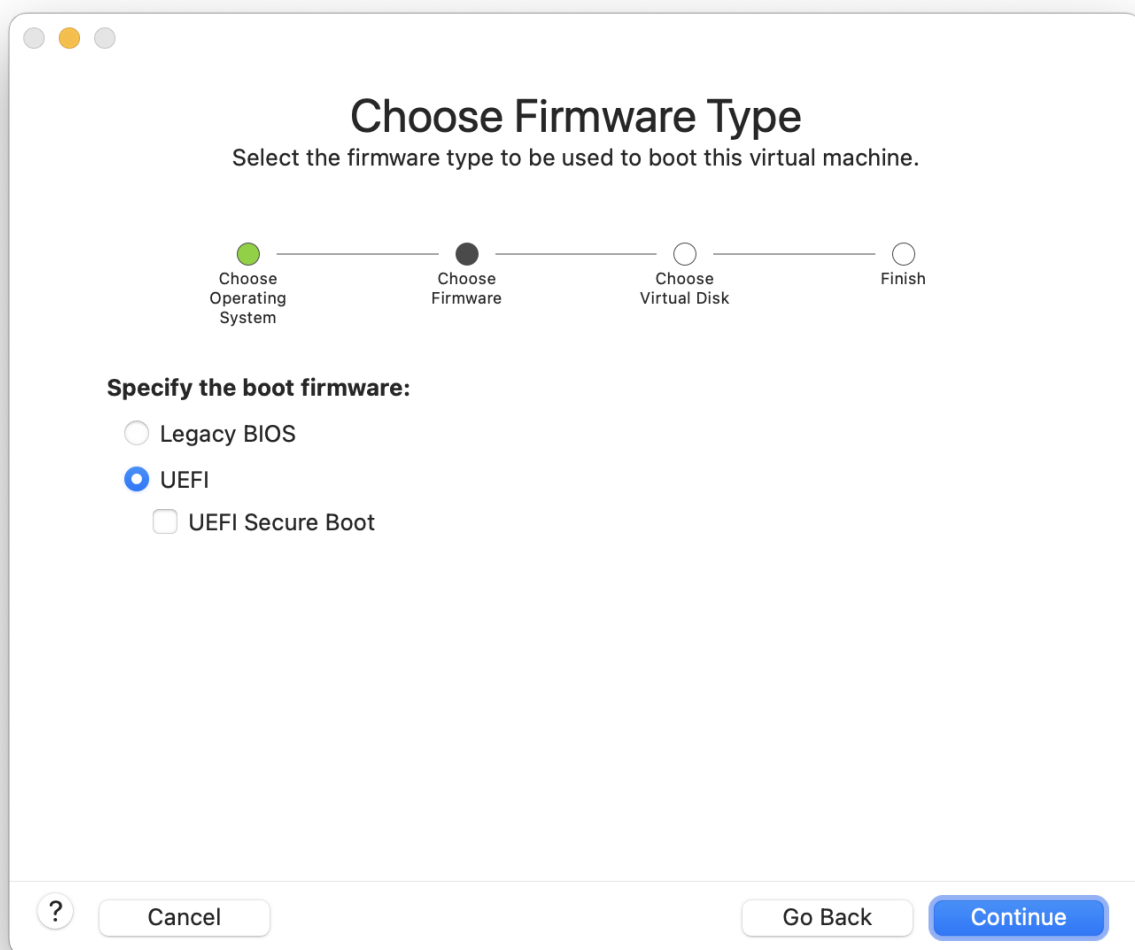 Choose Firmware Type
Select the firmware type to be used to boot this virtual machine.
Choose
Operating
System
Choose
Firmware
Choose
Virtual Disk
Finish
Specify the boot firmware:
Legacy BIOS
UEFI
UEFI Secure Boot
?
Cancel
Go Back
Continue